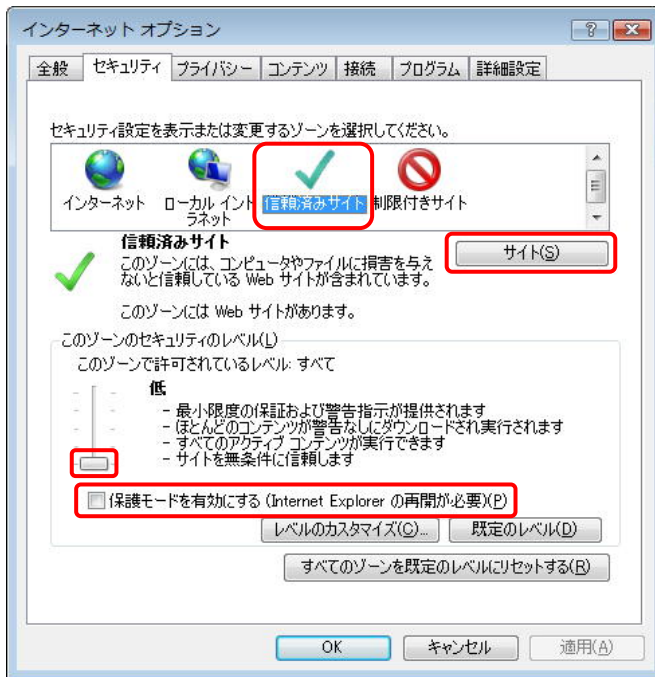 インターネット オプション
全般 セキュリティ プライバシー コンテンツ 接続 プログラム 詳細設定
セキュリティ設定を表示または変更するゾーンを選択してください。
インターネット ローカル イントラネット 信頼済みサイト 制限付きサイト
信頼済みサイト
サイト(S)
このゾーンには、コンピュータやファイルに損害を与え
ないと信頼している Web サイトが含まれています。
このゾーンには Web サイトがあります。
このゾーンのセキュリティのレベル(L)
このゾーンで許可されているレベル: すべて
低
- 最小限度の保証および警告指示が提供されます
- ほとんどのコンテンツが警告なしにダウンロードされ実行されます
- すべてのアクティブ コンテンツが実行できます
- サイトを無条件に信頼します
保護モードを有効にする (Internet Explorer の再開が必要)(P)
レベルのカスタマイズ(C)... 既定のレベル(D)
すべてのゾーンを既定のレベルにリセットする(R)
OK キャンセル 適用(A)